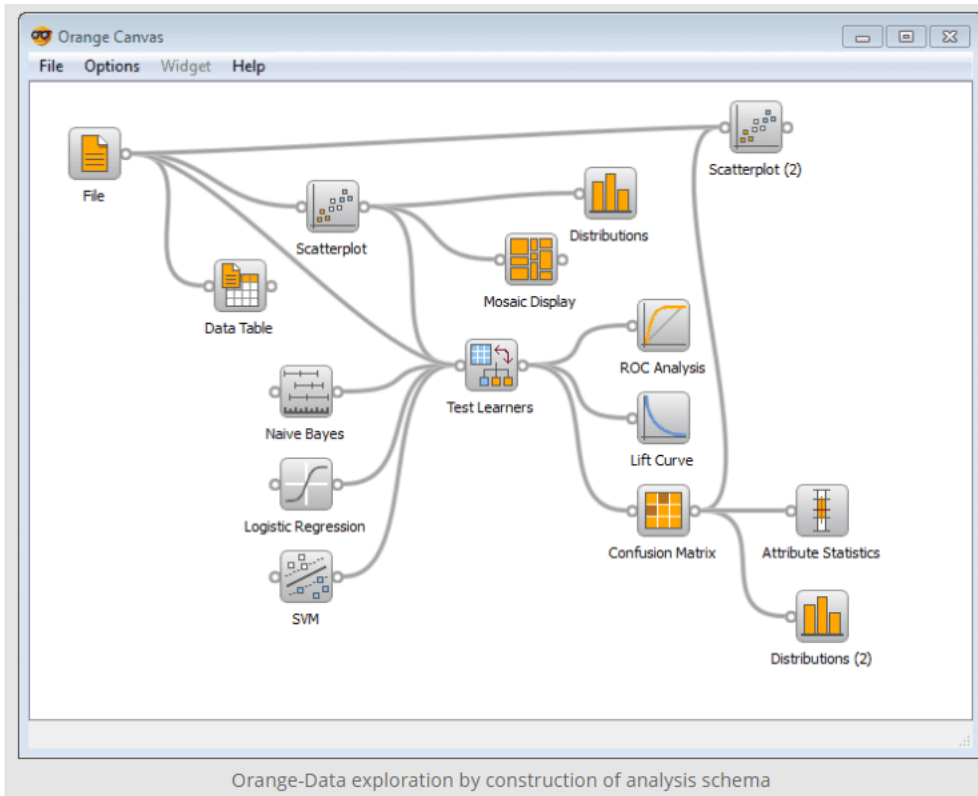 Orange Canvas
File Options Widget Help
File
Scatterplot (2)
Scatterplot
Distributions
Mosaic Display
Data Table
ROC Analysis
Test Learners
Naive Bayes
Lift Curve
Logistic Regression
Confusion Matrix
Attribute Statistics
SVM
Distributions (2)
Orange-Data exploration by construction of analysis schema